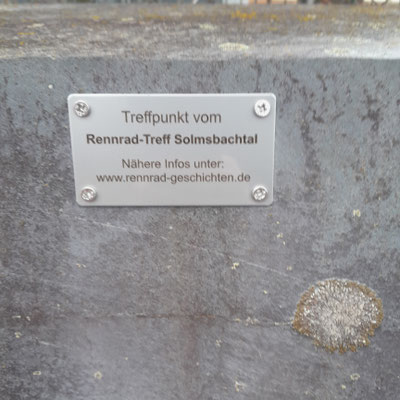 Treffpunkt vom
Rennrad-Treff Solmsbachtal
Nähere Infos unter:
www.rennrad-geschichten.de